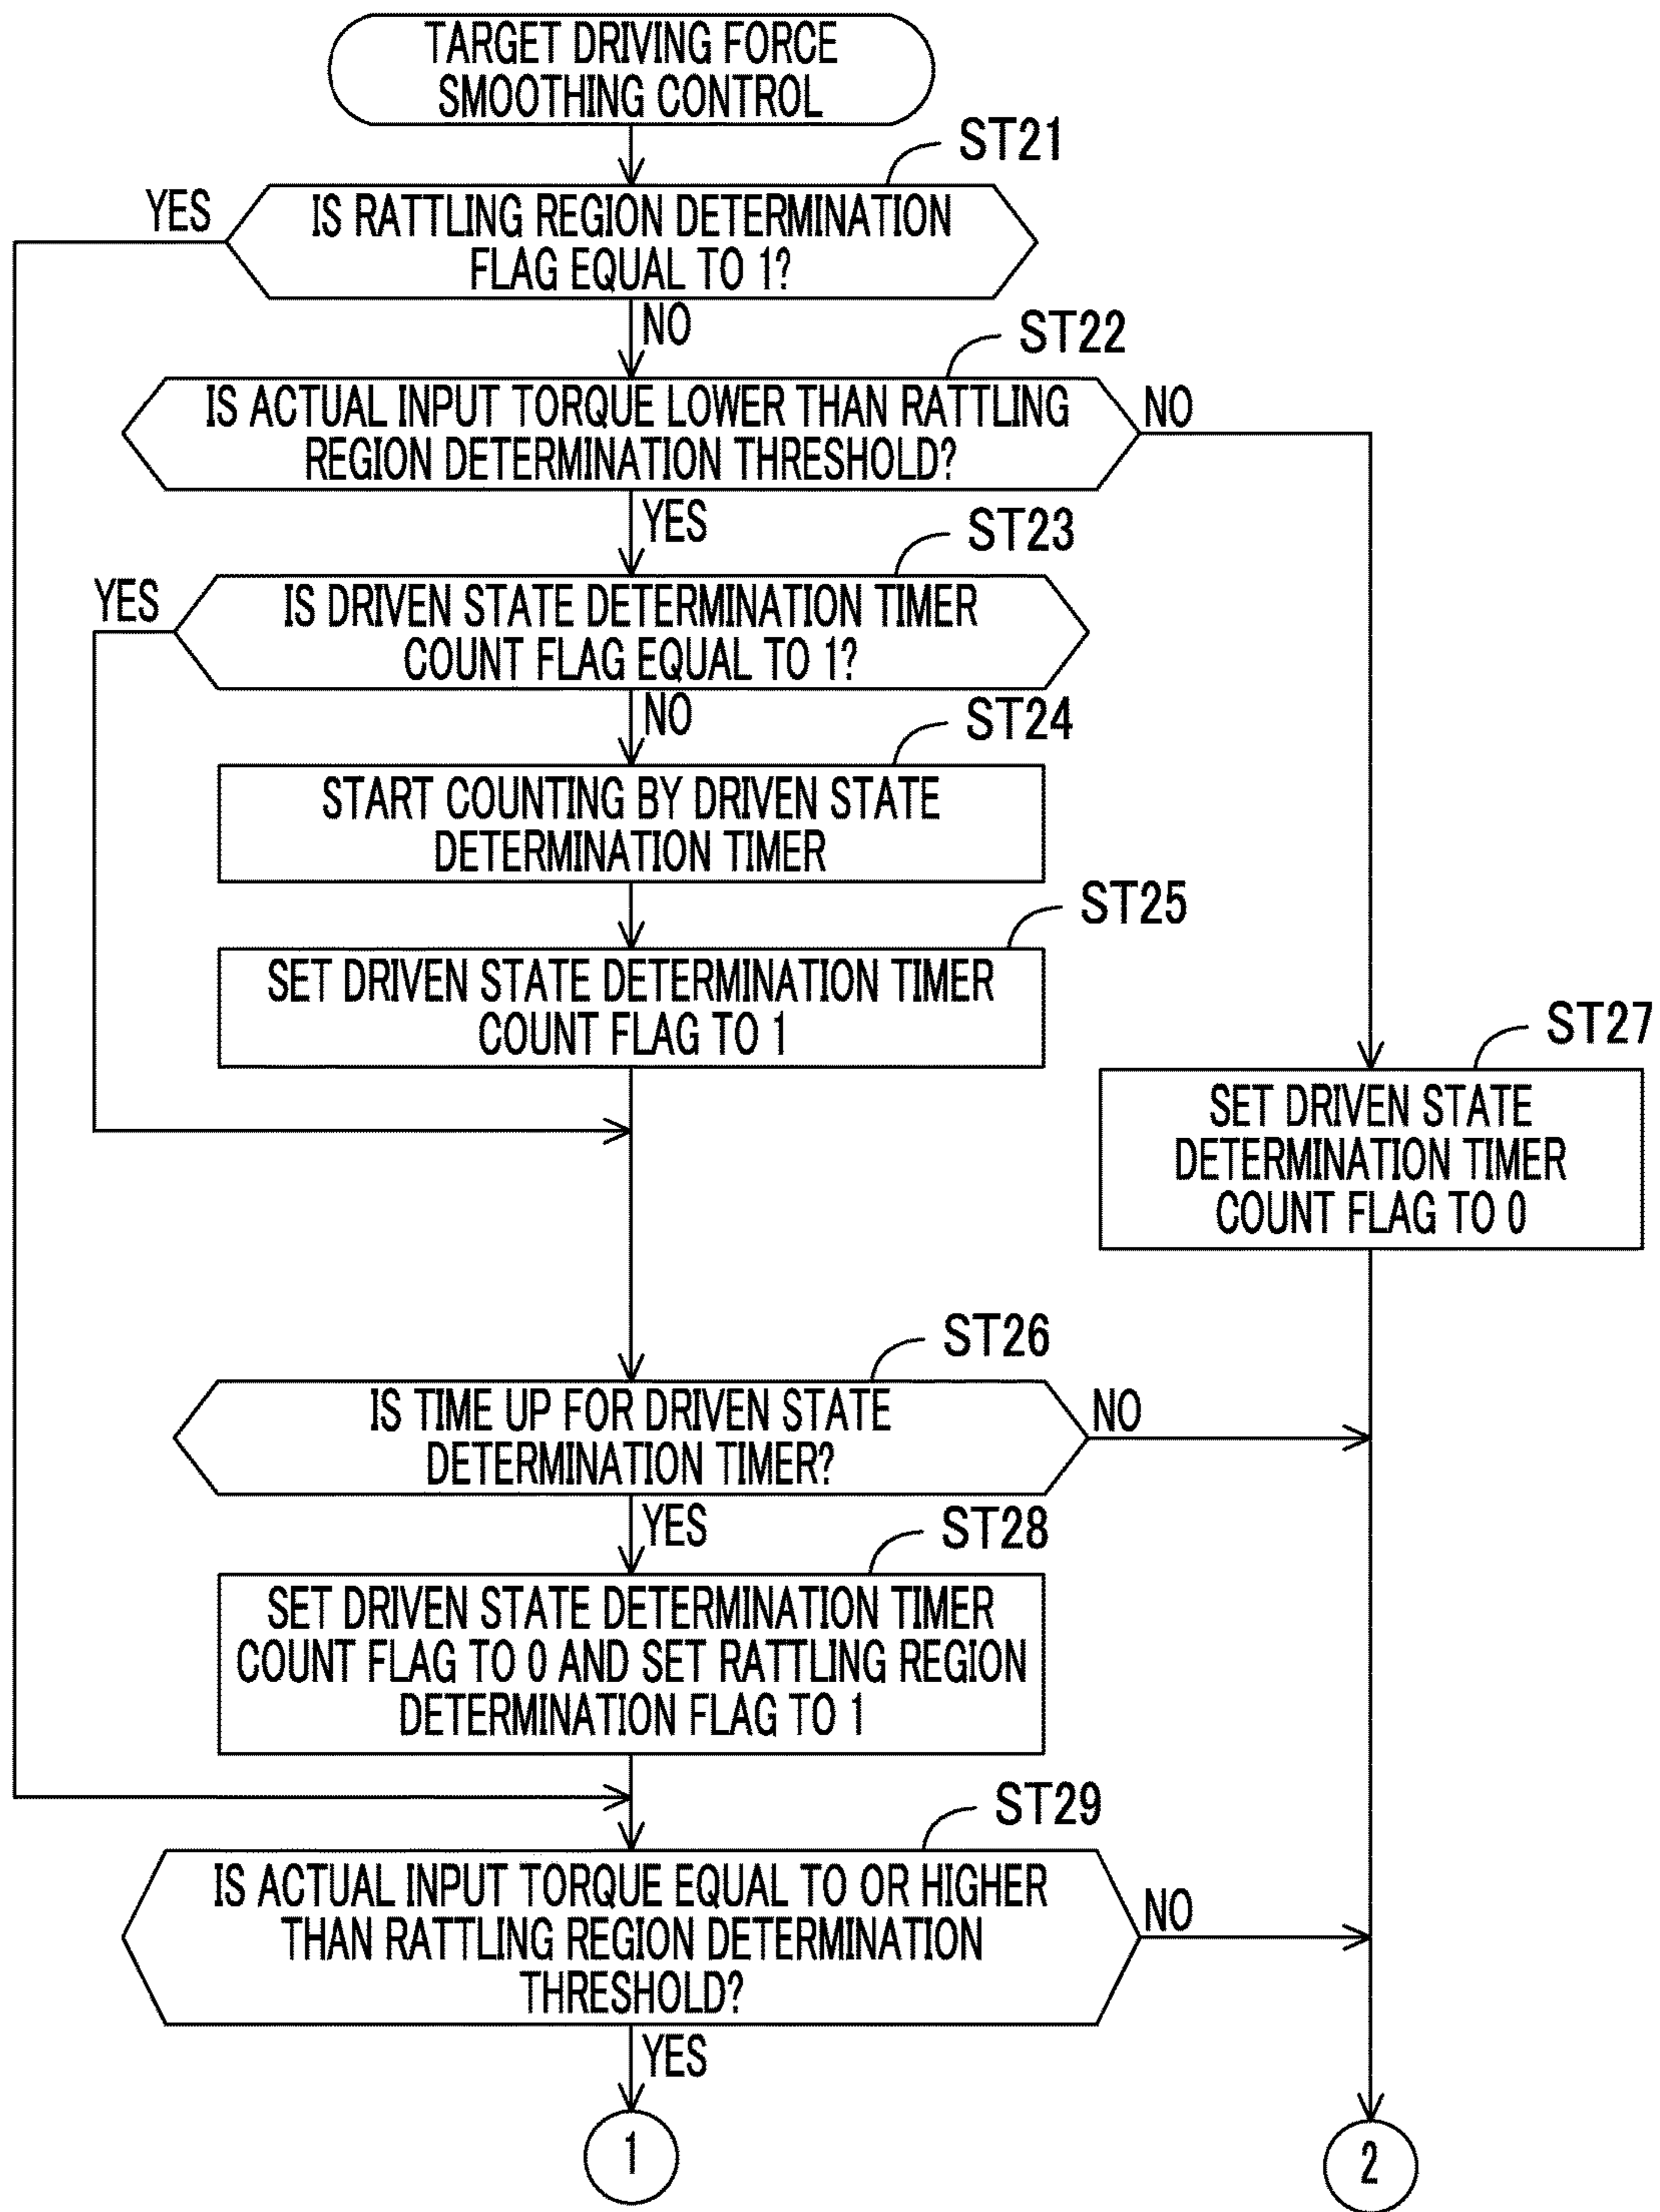 TARGET DRIVING FORCE
SMOOTHING CONTROL
ST21
YES
IS RATTLING REGION DETERMINATION
FLAG EQUAL TO 1?
NO
ST22
IS ACTUAL INPUT TORQUE LOWER THAN RATTLING
REGION DETERMINATION THRESHOLD?
NO
YES
ST23
YES
IS DRIVEN STATE DETERMINATION TIMER
COUNT FLAG EQUAL TO 1?
NO
ST24
START COUNTING BY DRIVEN STATE
DETERMINATION TIMER
ST25
SET DRIVEN STATE DETERMINATION TIMER
COUNT FLAG TO 1
ST27
SET DRIVEN STATE
DETERMINATION TIMER
COUNT FLAG TO 0
ST26
IS TIME UP FOR DRIVEN STATE
DETERMINATION TIMER?
NO
YES
ST28
SET DRIVEN STATE DETERMINATION TIMER
COUNT FLAG TO 0 AND SET RATTLING REGION
DETERMINATION FLAG TO 1
ST29
IS ACTUAL INPUT TORQUE EQUAL TO OR HIGHER
THAN RATTLING REGION DETERMINATION
THRESHOLD?
NO
YES
1
2